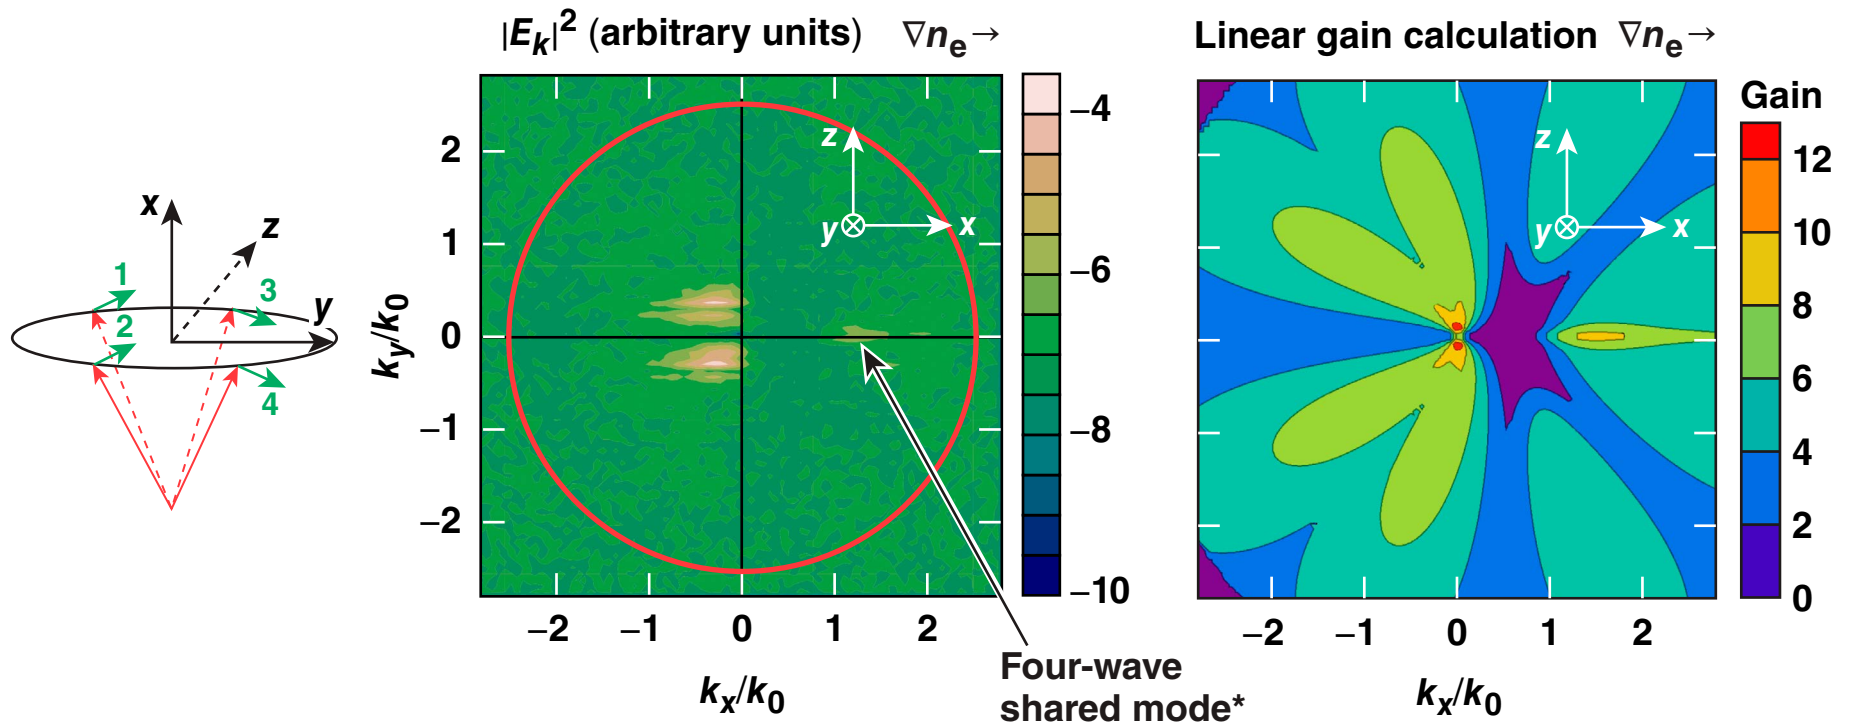 x
z
y
1
2
3
4
|E_k|^2 (arbitrary units) ∇n_e→
k_y/k_0
2
1
0
−1
−2
z
y
x
−2
−1
0
1
2
k_x/k_0
−4
−6
−8
−10
Four-wave
shared mode*
Linear gain calculation ∇n_e→
z
y
x
−2
−1
0
1
2
k_x/k_0
Gain
12
10
8
6
4
2
0